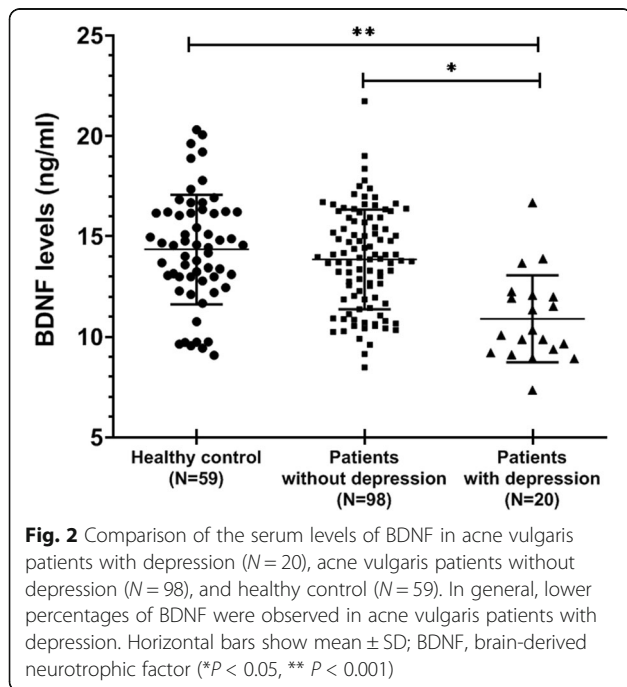 25
**
*
20
15
10
5
BDNF levels (ng/ml)
Healthy control
(N=59)
Patients
without depression
(N=98)
Patients
with depression
(N=20)
Fig. 2 Comparison of the serum levels of BDNF in acne vulgaris
patients with depression (N = 20), acne vulgaris patients without
depression (N = 98), and healthy control (N = 59). In general, lower
percentages of BDNF were observed in acne vulgaris patients with
depression. Horizontal bars show mean ± SD; BDNF, brain-derived
neurotrophic factor (*P < 0.05, ** P < 0.001)